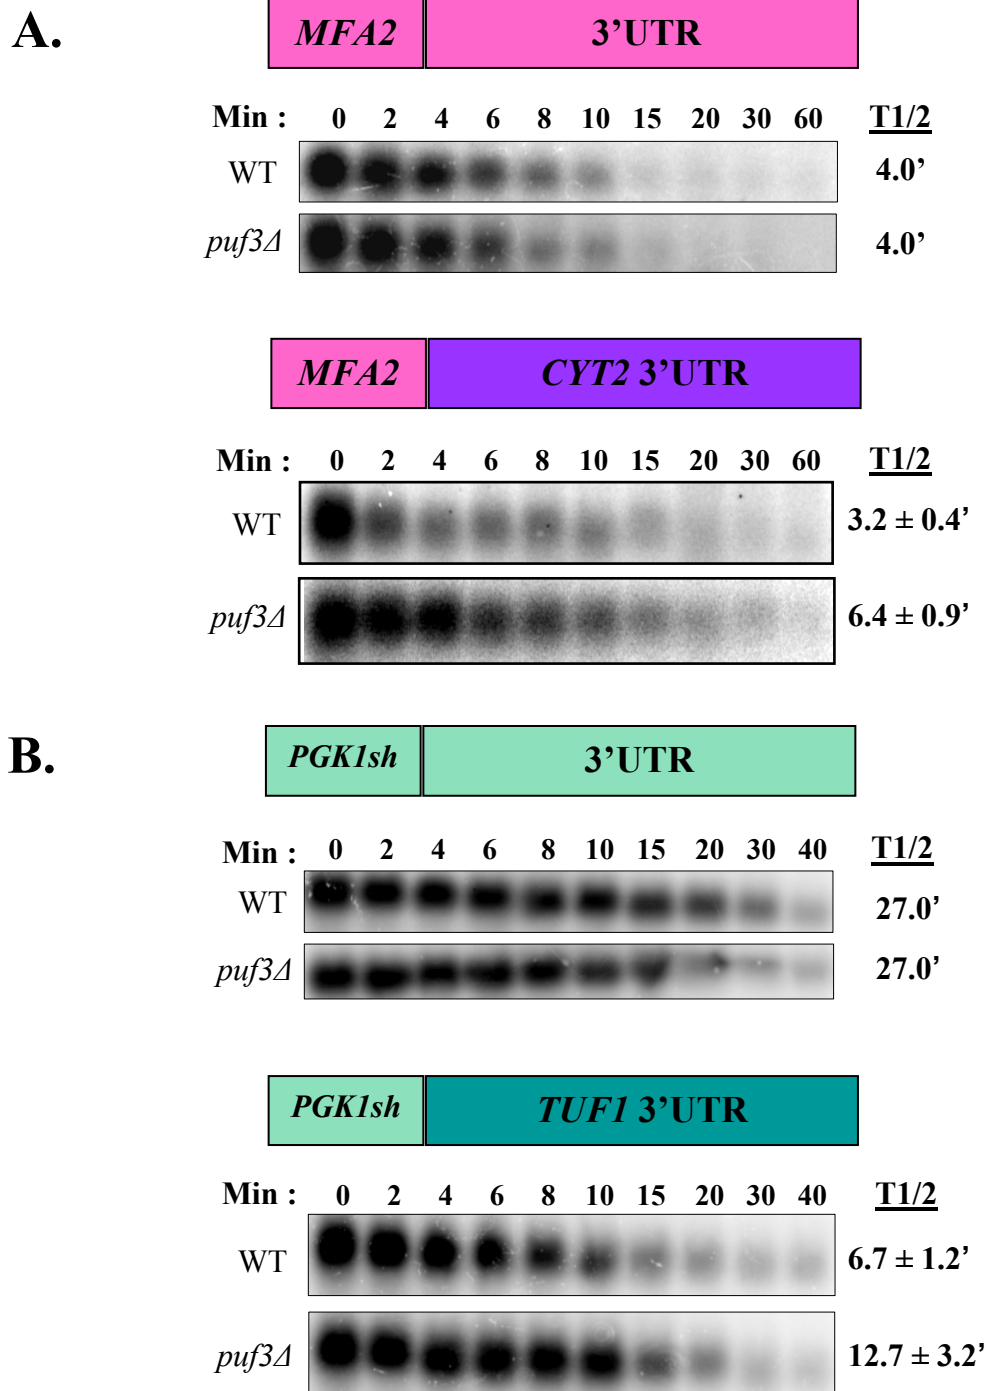 A.
MFA2 3’UTR
Min : 0 2 4 6 8 10 15 20 30 60 T1/2
WT 4.0’
puf3Δ 4.0’
MFA2 CYT2 3’UTR
Min : 0 2 4 6 8 10 15 20 30 60 T1/2
WT 3.2 ± 0.4’
puf3Δ 6.4 ± 0.9’
B.
PGK1sh 3’UTR
Min : 0 2 4 6 8 10 15 20 30 40 T1/2
WT 27.0’
puf3Δ 27.0’
PGK1sh TUF1 3’UTR
Min : 0 2 4 6 8 10 15 20 30 40 T1/2
WT 6.7 ± 1.2’
puf3Δ 12.7 ± 3.2’